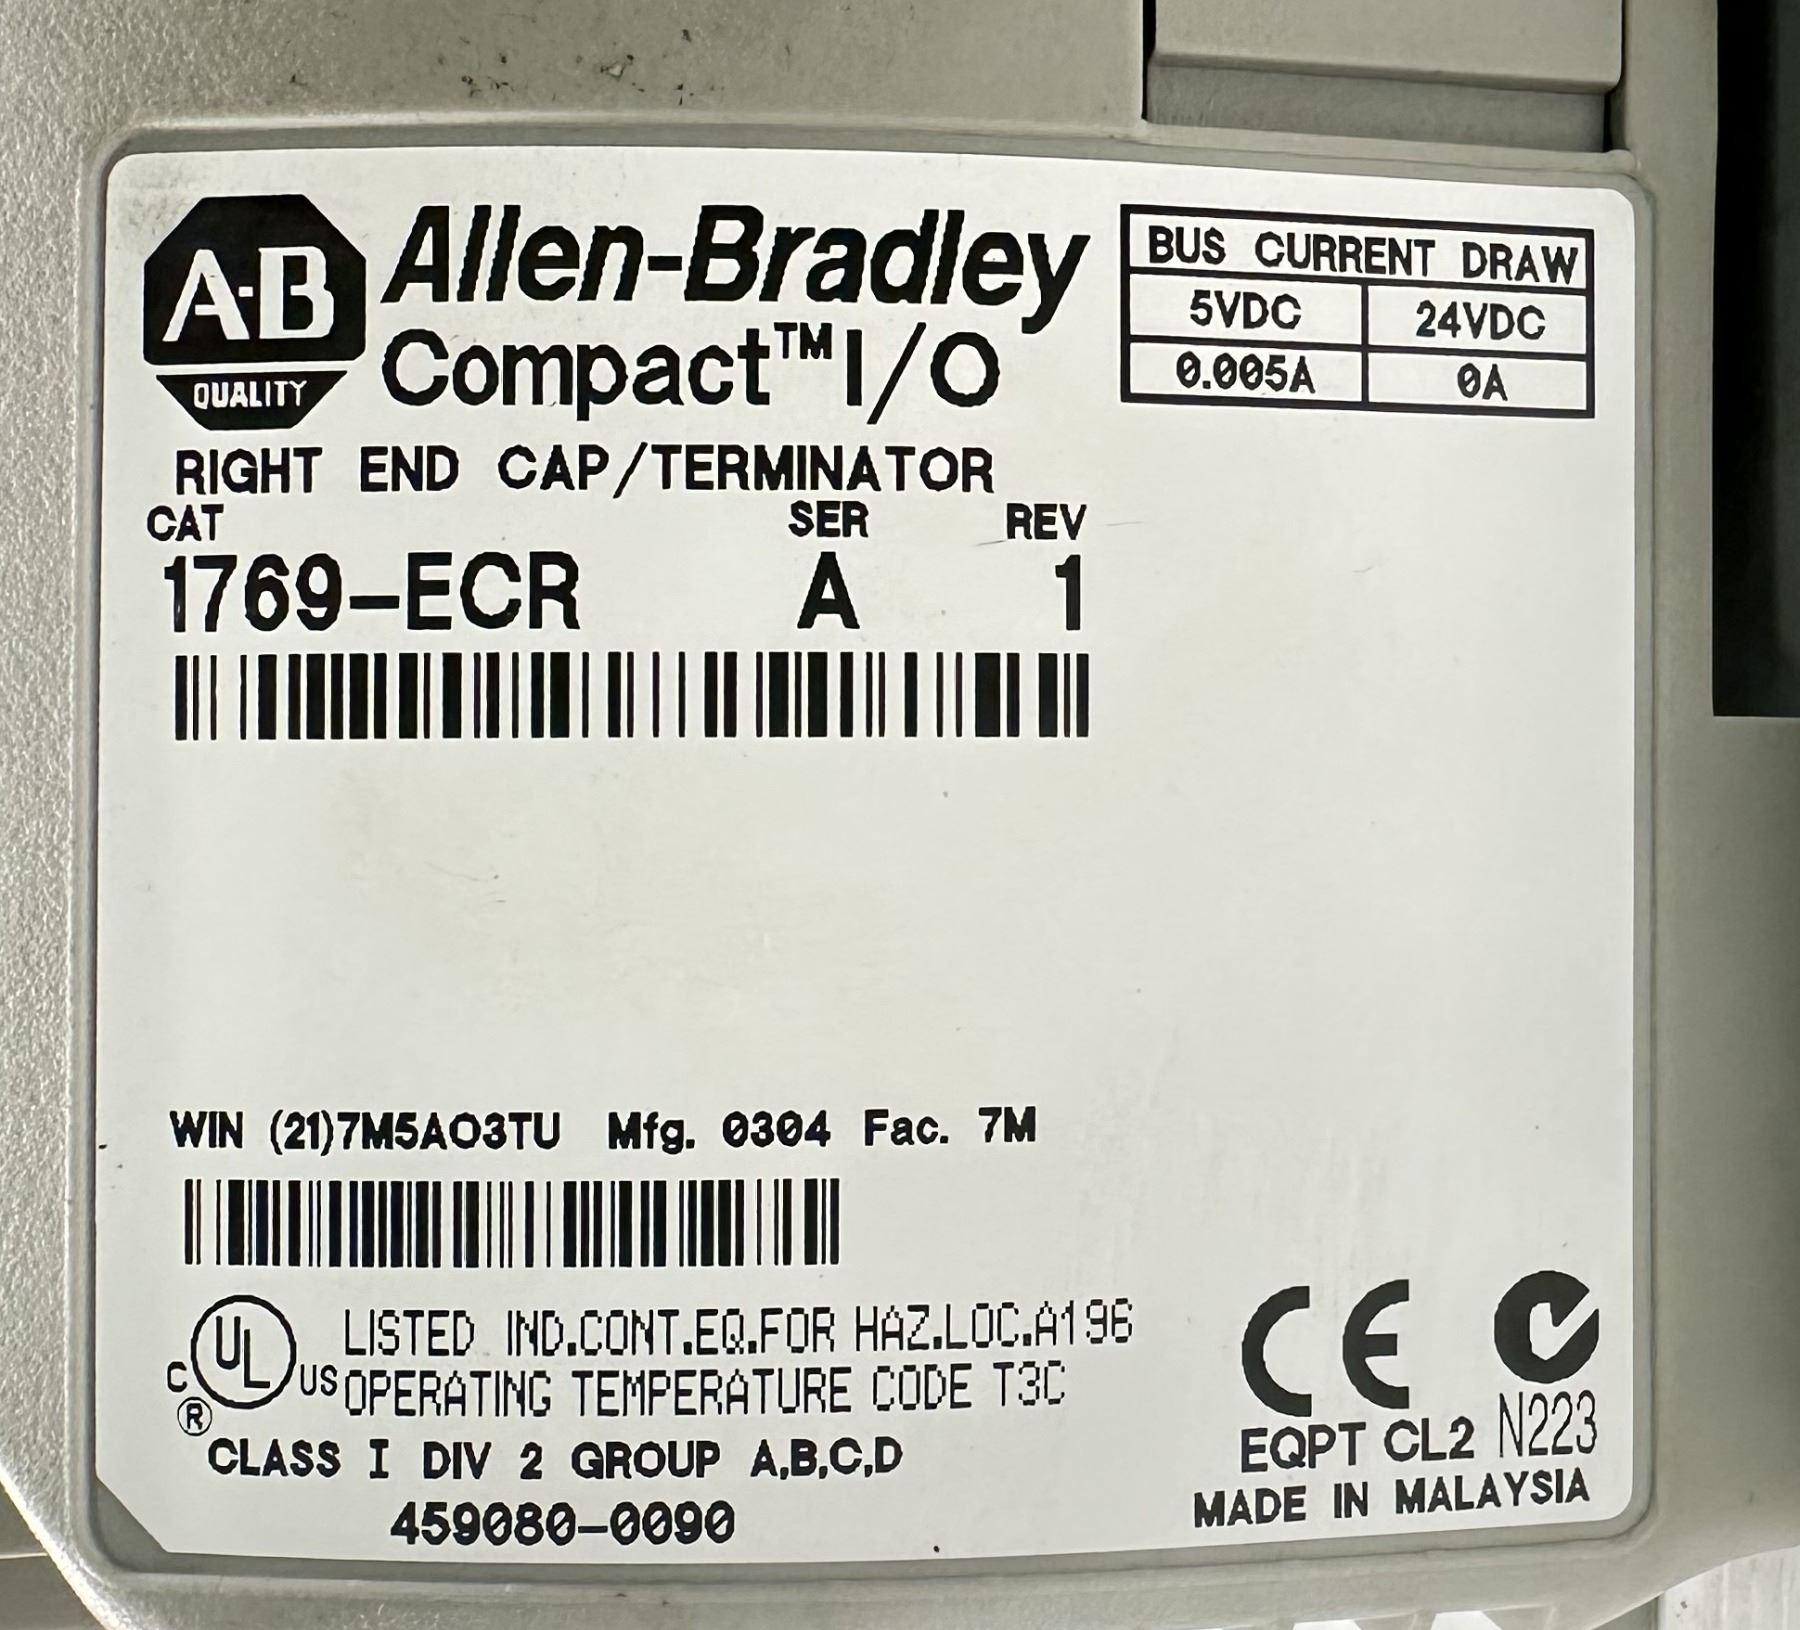 A-B
QUALITY
Allen-Bradley
Compact™ I/O
BUS CURRENT DRAW
5VDC 24VDC
0.005A 0A
RIGHT END CAP/TERMINATOR
CAT SER REV
1769-ECR A 1
WIN (21)7M5AO3TU Mfg. 0304 Fac. 7M
C UL US ®
LISTED IND.CONT.EQ.FOR HAZ.LOC.A196
OPERATING TEMPERATURE CODE T3C
CLASS I DIV 2 GROUP A,B,C,D
459080-0090
CE
EQPT CL2 N223
MADE IN MALAYSIA